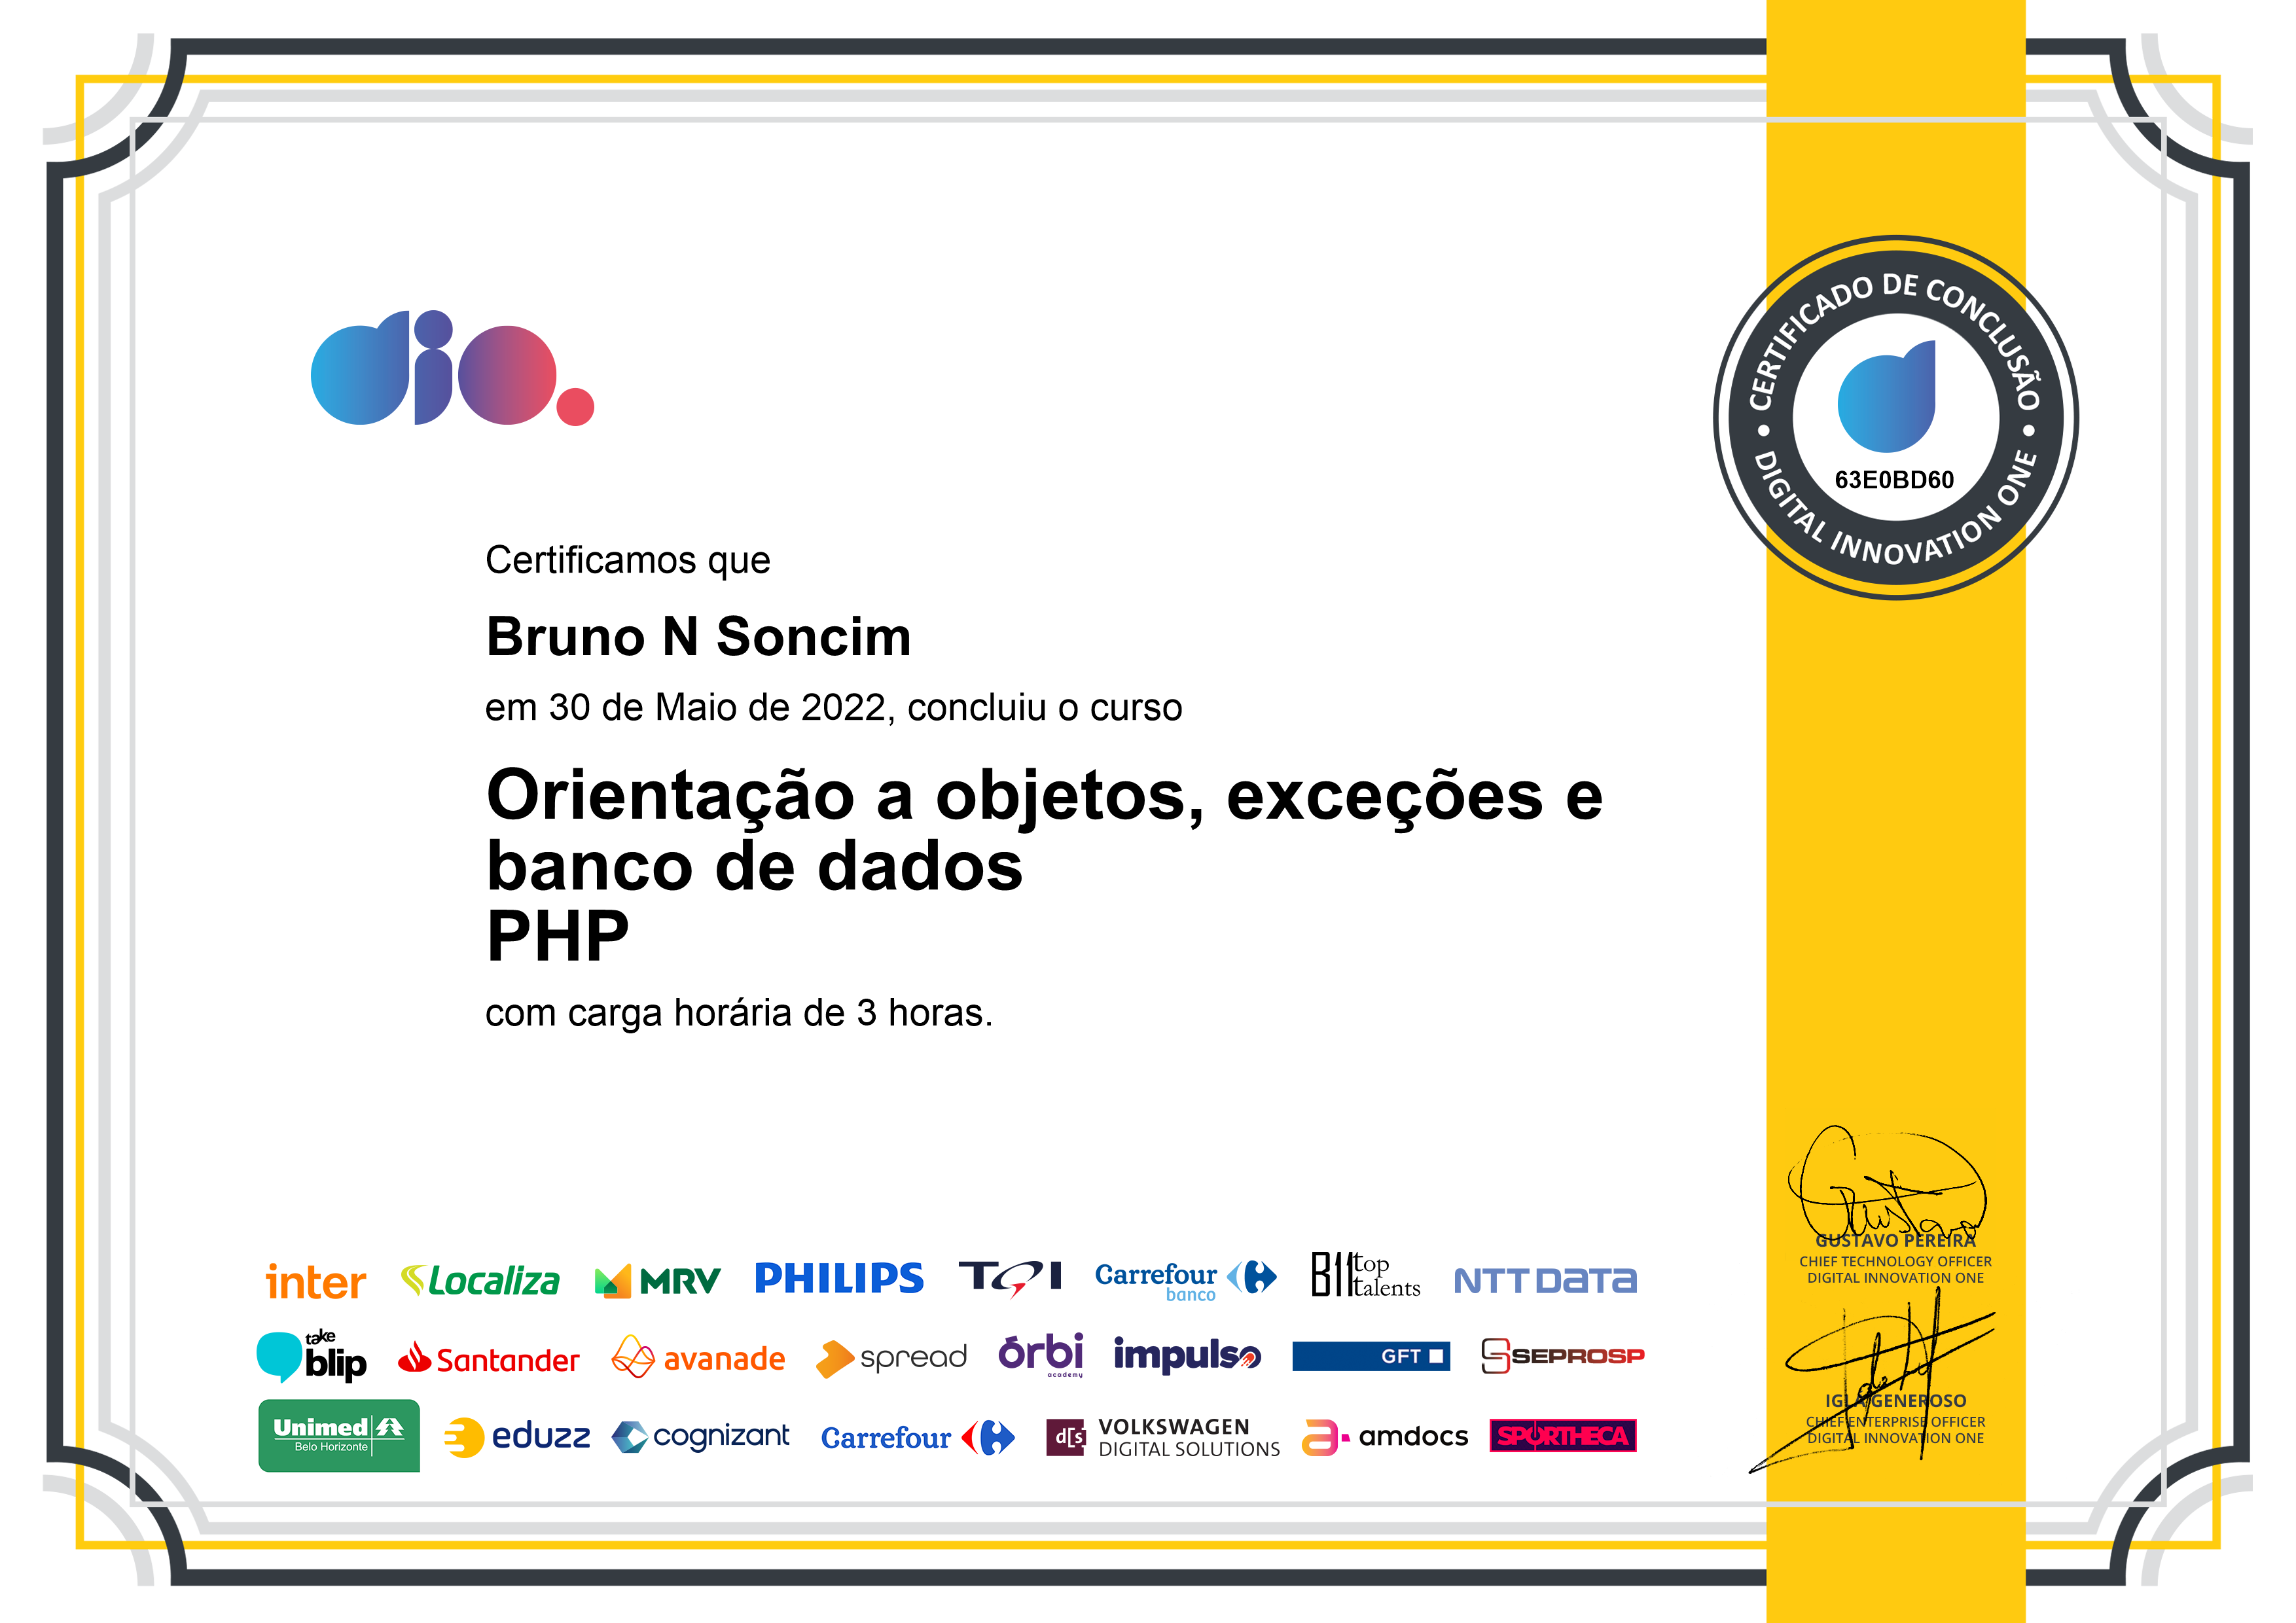 dio.
CERTIFICADO DE CONCLUSÃO
63E0BD60
• DIGITAL INNOVATION ONE •
Certificamos que
Bruno N Soncim
em 30 de Maio de 2022, concluiu o curso
Orientação a objetos, exceções e
banco de dados
PHP
com carga horária de 3 horas.
GUSTAVO PEREIRA
CHIEF TECHNOLOGY OFFICER
DIGITAL INNOVATION ONE
inter Localiza MRV PHILIPS TQI Carrefour banco B11 top talents NTT DATA
take blip Santander avanade spread órbi academy impulso GFT SEPROSP
IGLA GENEROSO
CHIEF ENTERPRISE OFFICER
DIGITAL INNOVATION ONE
Unimed Belo Horizonte eduzz cognizant Carrefour d[s] VOLKSWAGEN DIGITAL SOLUTIONS amdocs SPORTHECA